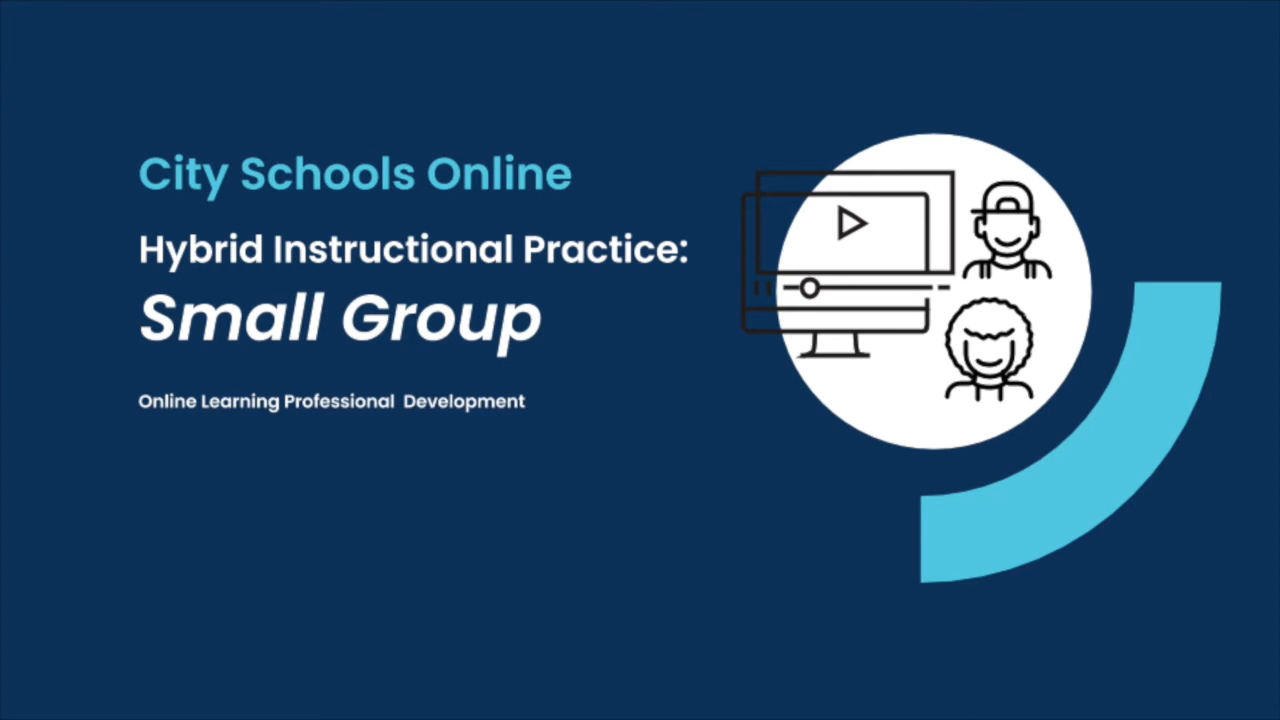 City Schools Online
Hybrid Instructional Practice:
Small Group
Online Learning Professional Development